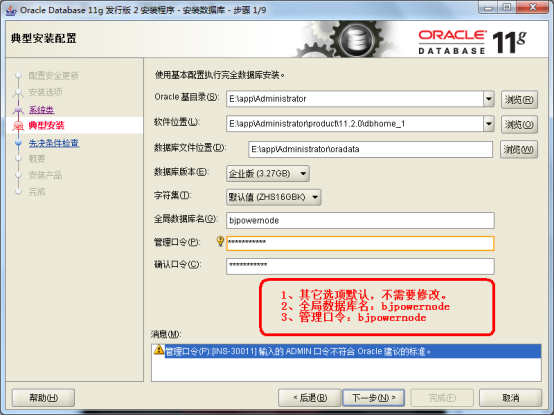 Oracle Database 11g 发行版 2 安装程序 - 安装数据库 - 步骤 1/9
典型安装配置
ORACLE 11g
DATABASE
配置安全更新
安装选项
系统类
典型安装
先决条件检查
概要
安装产品
完成
使用基本配置执行完全数据库安装。
Oracle 基目录(S): E:\app\Administrator 浏览(R)
软件位置(L): E:\app\Administrator\product\11.2.0\dbhome_1 浏览(O)
数据库文件位置(D): E:\app\Administrator\oradata 浏览(W)
数据库版本(E): 企业版 (3.27GB)
字符集(T): 默认值 (ZHS16GBK)
全局数据库名(G): bjpowernode
管理口令(P): ***********
确认口令(C): ***********
1、其它选项默认，不需要修改。
2、全局数据库名：bjpowernode
3、管理口令：bjpowernode
消息(M):
管理口令(P):[INS-30011] 输入的 ADMIN 口令不符合 Oracle 建议的标准。
帮助(H) < 后退(B) 下一步(N) > 完成(F) 取消